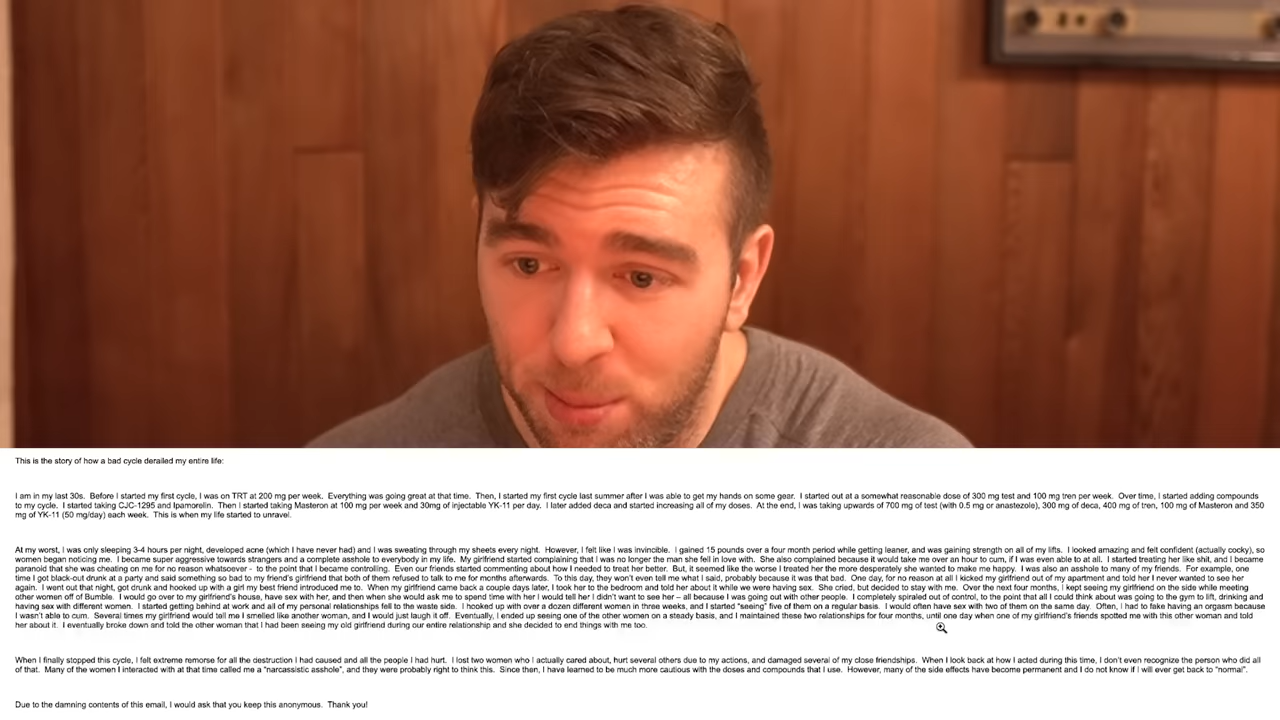 This is the story of how a bad cycle derailed my entire life:
I am in my last 30s. Before I started my first cycle, I was on TRT at 200 mg per week. Everything was going great at that time. Then, I started my first cycle last summer after I was able to get my hands on some gear. I started out at a somewhat reasonable dose of 300 mg test and 100 mg tren per week. Over time, I started adding compounds
to my cycle. I started taking CJC-1295 and Ipamorelin. Then I started taking Masteron at 100 mg per week and 30mg of injectable YK-11 per day. I later added deca and started increasing all of my doses. At the end, I was taking upwards of 700 mg of test (with 0.5 mg or anastezole), 300 mg of deca, 400 mg of tren, 100 mg of Masteron and 350
mg of YK-11 (50 mg/day) each week. This is when my life started to unravel.
At my worst, I was only sleeping 3-4 hours per night, developed acne (which I have never had) and I was sweating through my sheets every night. However, I felt like I was invincible. I gained 15 pounds over a four month period while getting leaner, and was gaining strength on all of my lifts. I looked amazing and felt confident (actually cocky), so
women began noticing me. I became super aggressive towards strangers and a complete asshole to everybody in my life. My girlfriend started complaining that I was no longer the man she fell in love with. She also complained because it would take me over an hour to cum, if I was even able to at all. I started treating her like shit, and I became
paranoid that she was cheating on me for no reason whatsoever - to the point that I became controlling. Even our friends started commenting about how I needed to treat her better. But, it seemed like the worse I treated her the more desperately she wanted to make me happy. I was also an asshole to many of my friends. For example, one
time I got black-out drunk at a party and said something so bad to my friend's girlfriend that both of them refused to talk to me for months afterwards. To this day, they won't even tell me what I said, probably because it was that bad. One day, for no reason at all I kicked my girlfriend out of my apartment and told her I never wanted to see her
again. I went out that night, got drunk and hooked up with a girl my best friend introduced me to. When my girlfriend came back a couple days later, I took her to the bedroom and told her about it while we were having sex. She cried, but decided to stay with me. Over the next four months, i kept seeing my girlfriend on the side while meeting
other women off of Bumble. I would go over to my girlfriend's house, have sex with her, and then when she would ask me to spend time with her I would tell her I didn't want to see her – all because I was going out with other people. I completely spiraled out of control, to the point that all I could think about was going to the gym to lift, drinking and
having sex with different women. I started getting behind at work and all of my personal relationships fell to the waste side. I hooked up with over a dozen different women in three weeks, and I started "seeing" five of them on a regular basis. I would often have sex with two of them on the same day. Often, I had to fake having an orgasm because
I wasn't able to cum. Several times my girlfriend would tell me I smelled like another woman, and I would just laugh it off. Eventually, I ended up seeing one of the other women on a steady basis, and I maintained these two relationships for four months, until one day when one of my girlfriend's friends spotted me with this other woman and told
her about it. I eventually broke down and told the other woman that I had been seeing my old girlfriend during our entire relationship and she decided to end things with me too.
When I finally stopped this cycle, I felt extreme remorse for all the destruction I had caused and all the people I had hurt. I lost two women who I actually cared about, hurt several others due to my actions, and damaged several of my close friendships. When I look back at how I acted during this time, I don't even recognize the person who did all
of that. Many of the women I interacted with at that time called me a "narcissistic asshole", and they were probably right to think this. Since then, I have learned to be much more cautious with the doses and compounds that I use. However, many of the side effects have become permanent and I do not know if I will ever get back to "normal".
Due to the damning contents of this email, I would ask that you keep this anonymous. Thank you!